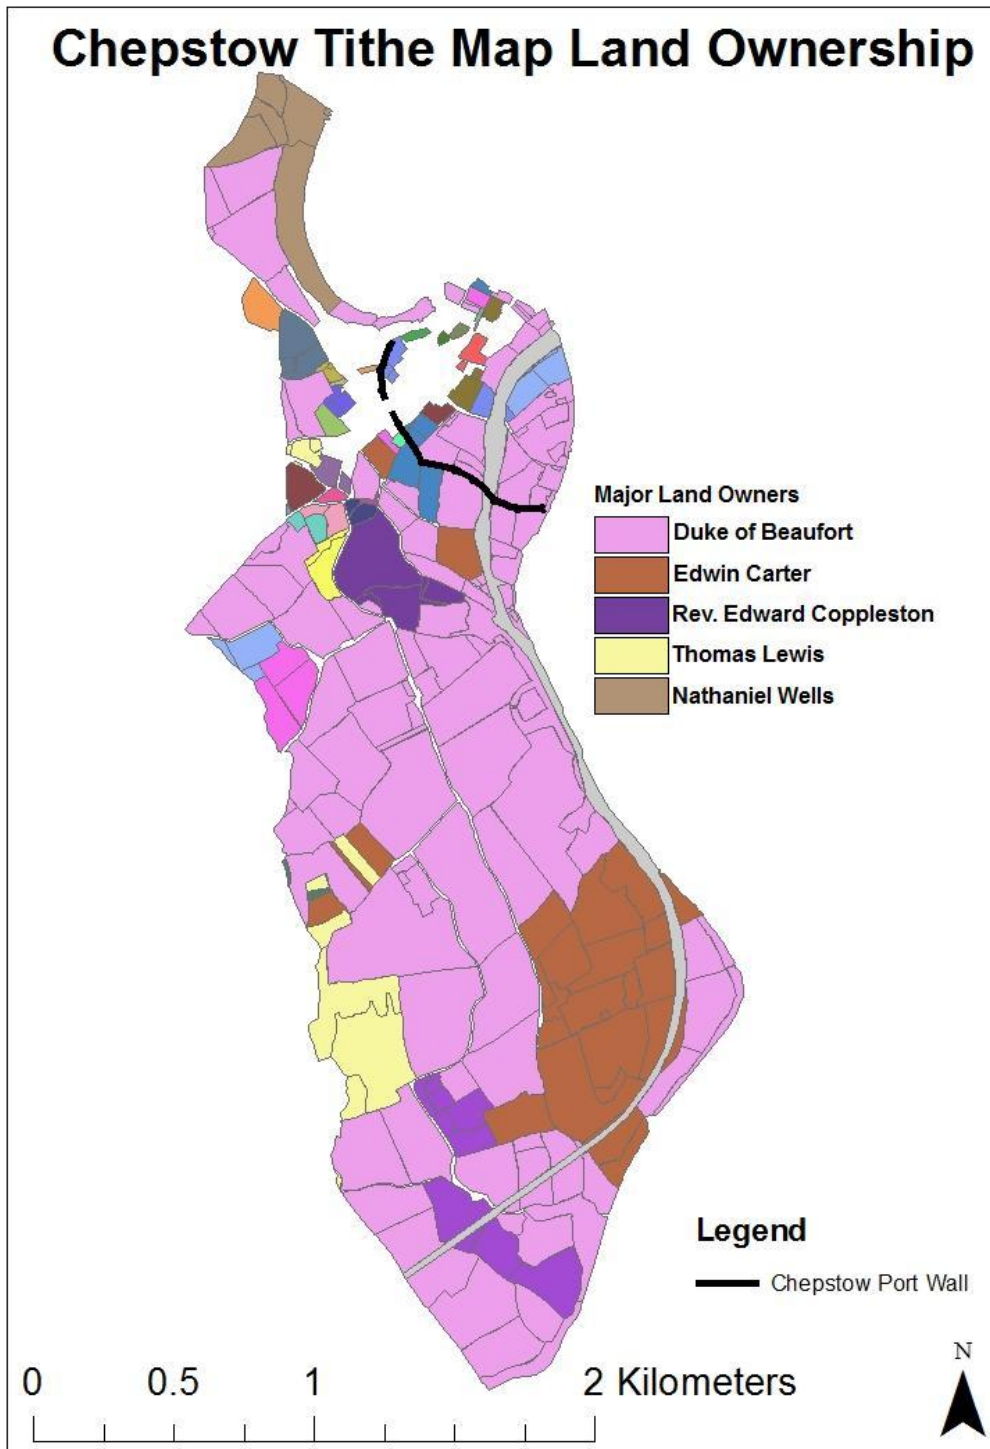 Chepstow Tithe Map Land Ownership
Major Land Owners
Duke of Beaufort
Edwin Carter
Rev. Edward Coppleston
Thomas Lewis
Nathaniel Wells
Legend
Chepstow Port Wall
0 0.5 1 2 Kilometers
N